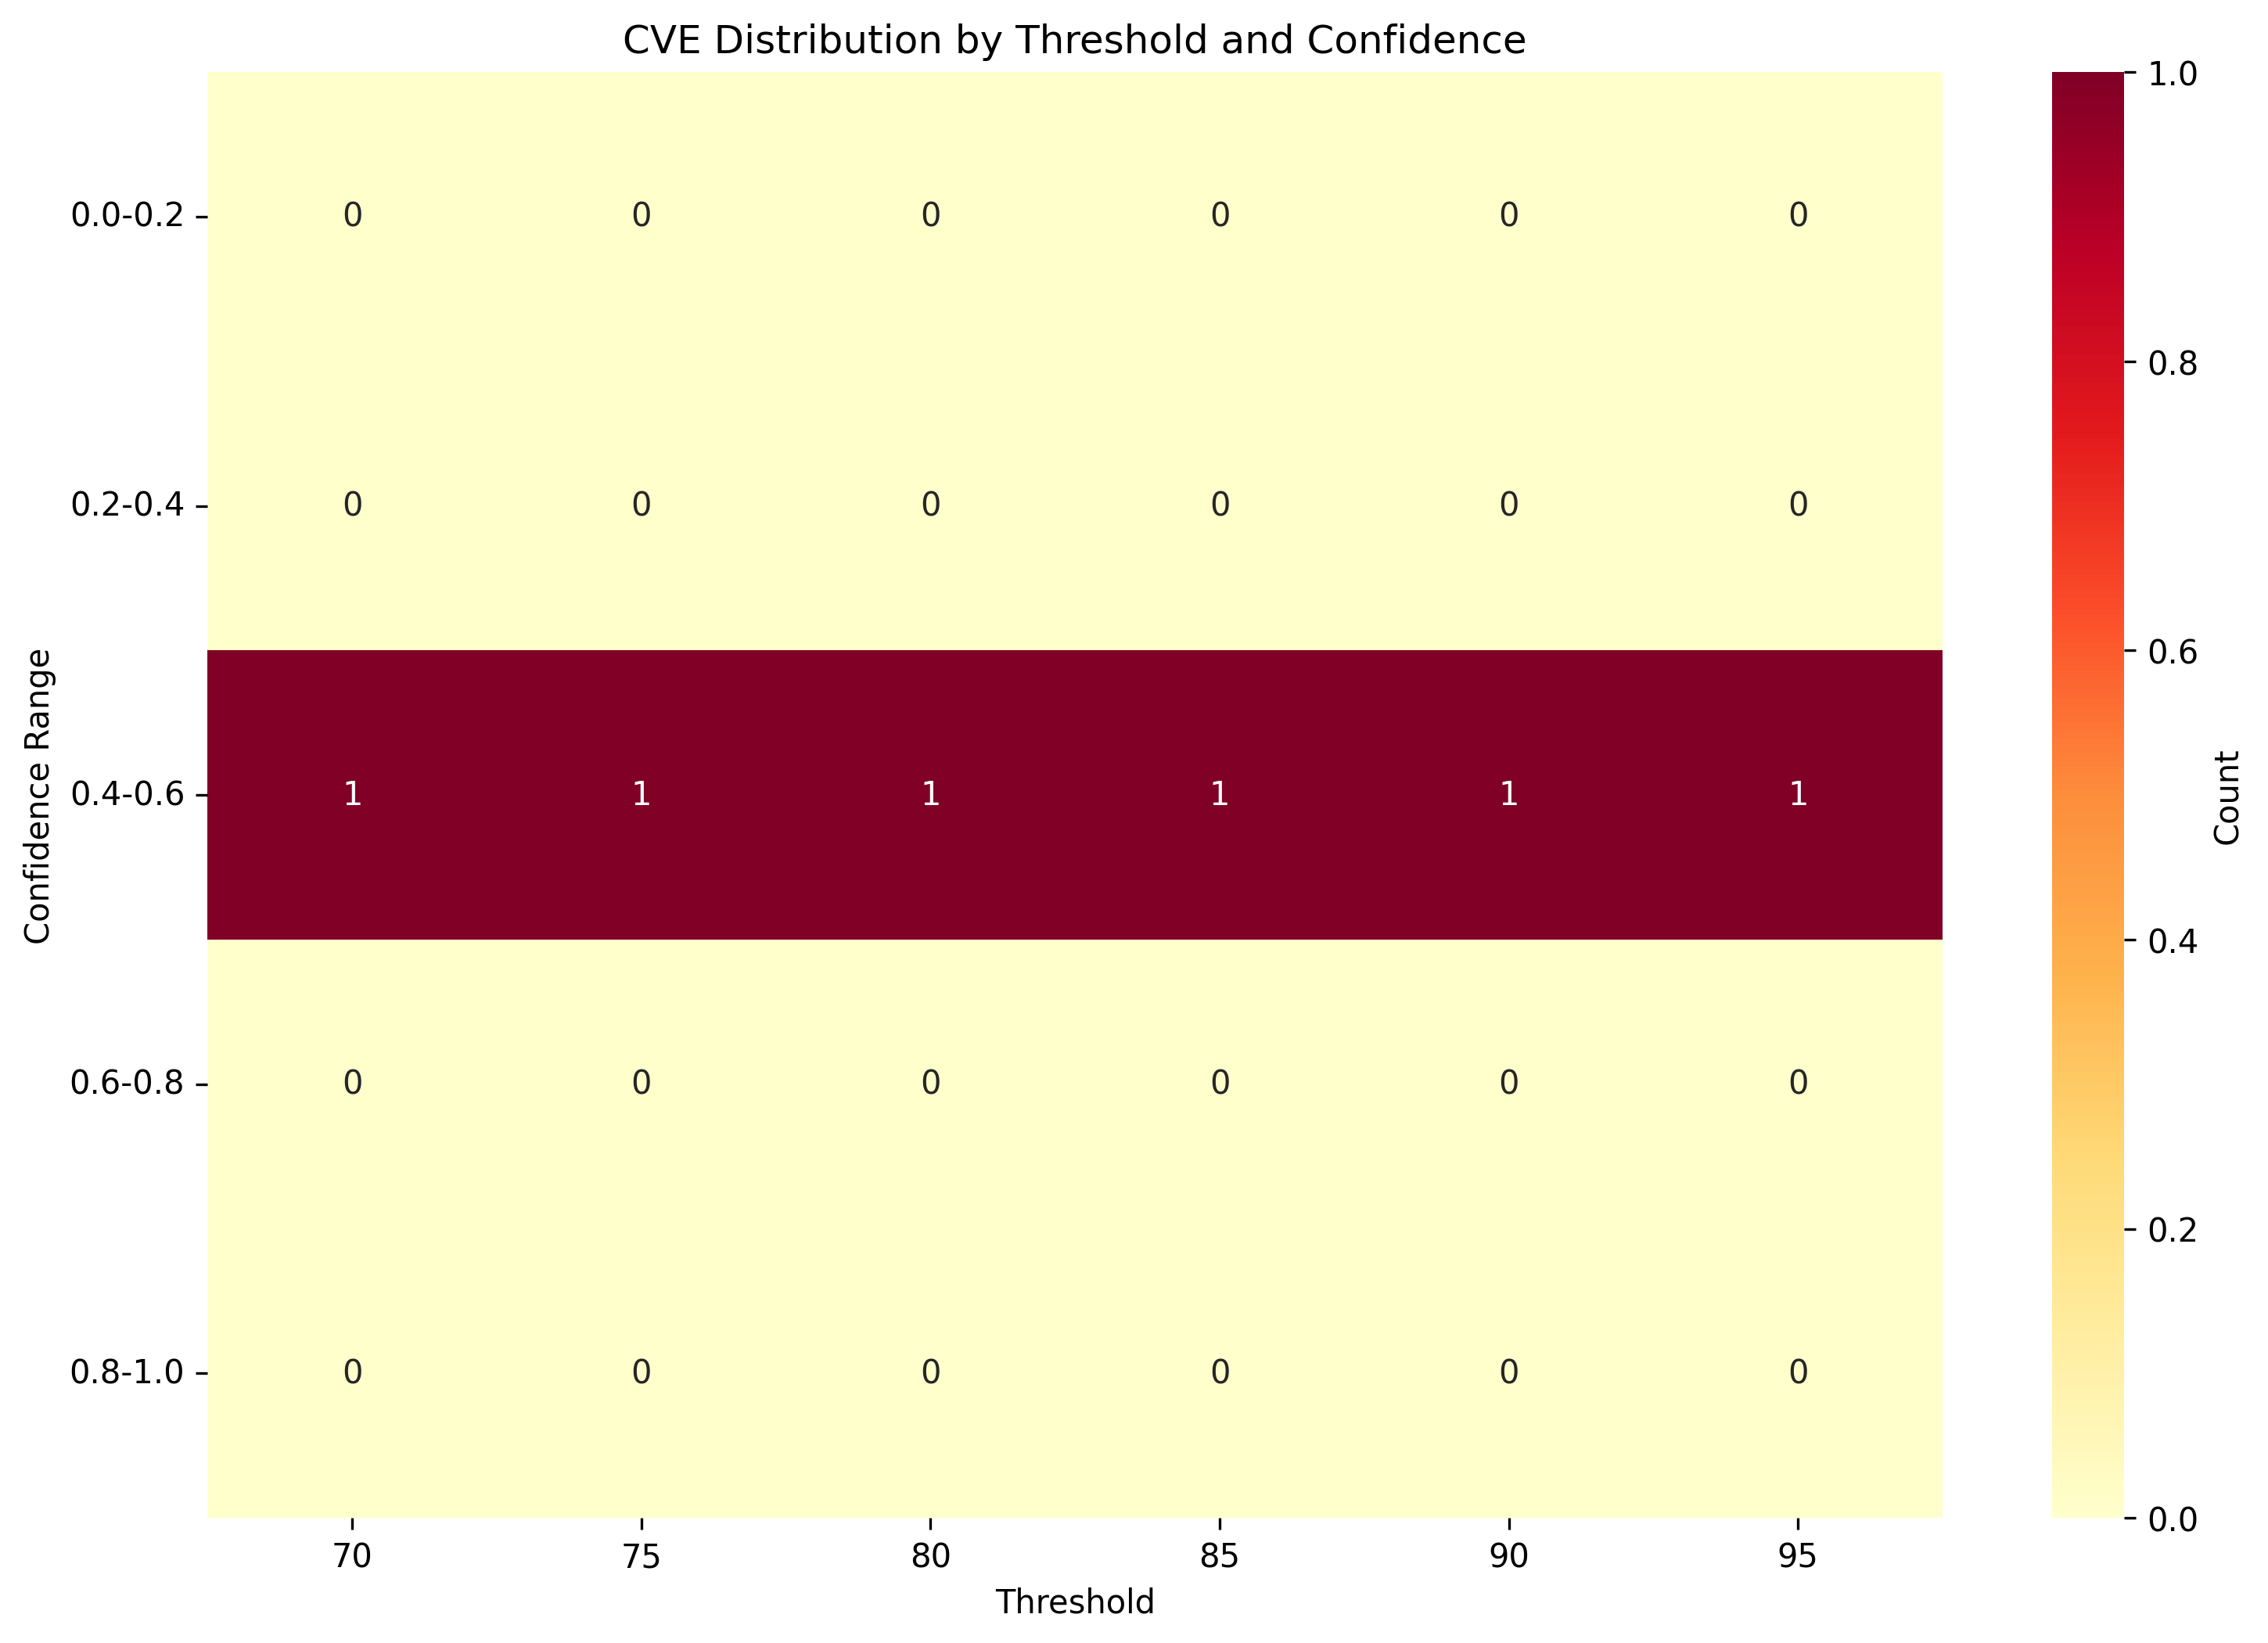 CVE Distribution by Threshold and Confidence
Confidence Range
0.0-0.2 0 0 0 0 0 0
0.2-0.4 0 0 0 0 0 0
0.4-0.6 1 1 1 1 1 1
0.6-0.8 0 0 0 0 0 0
0.8-1.0 0 0 0 0 0 0
70 75 80 85 90 95
Threshold
1.0
0.8
0.6
0.4
0.2
0.0
Count